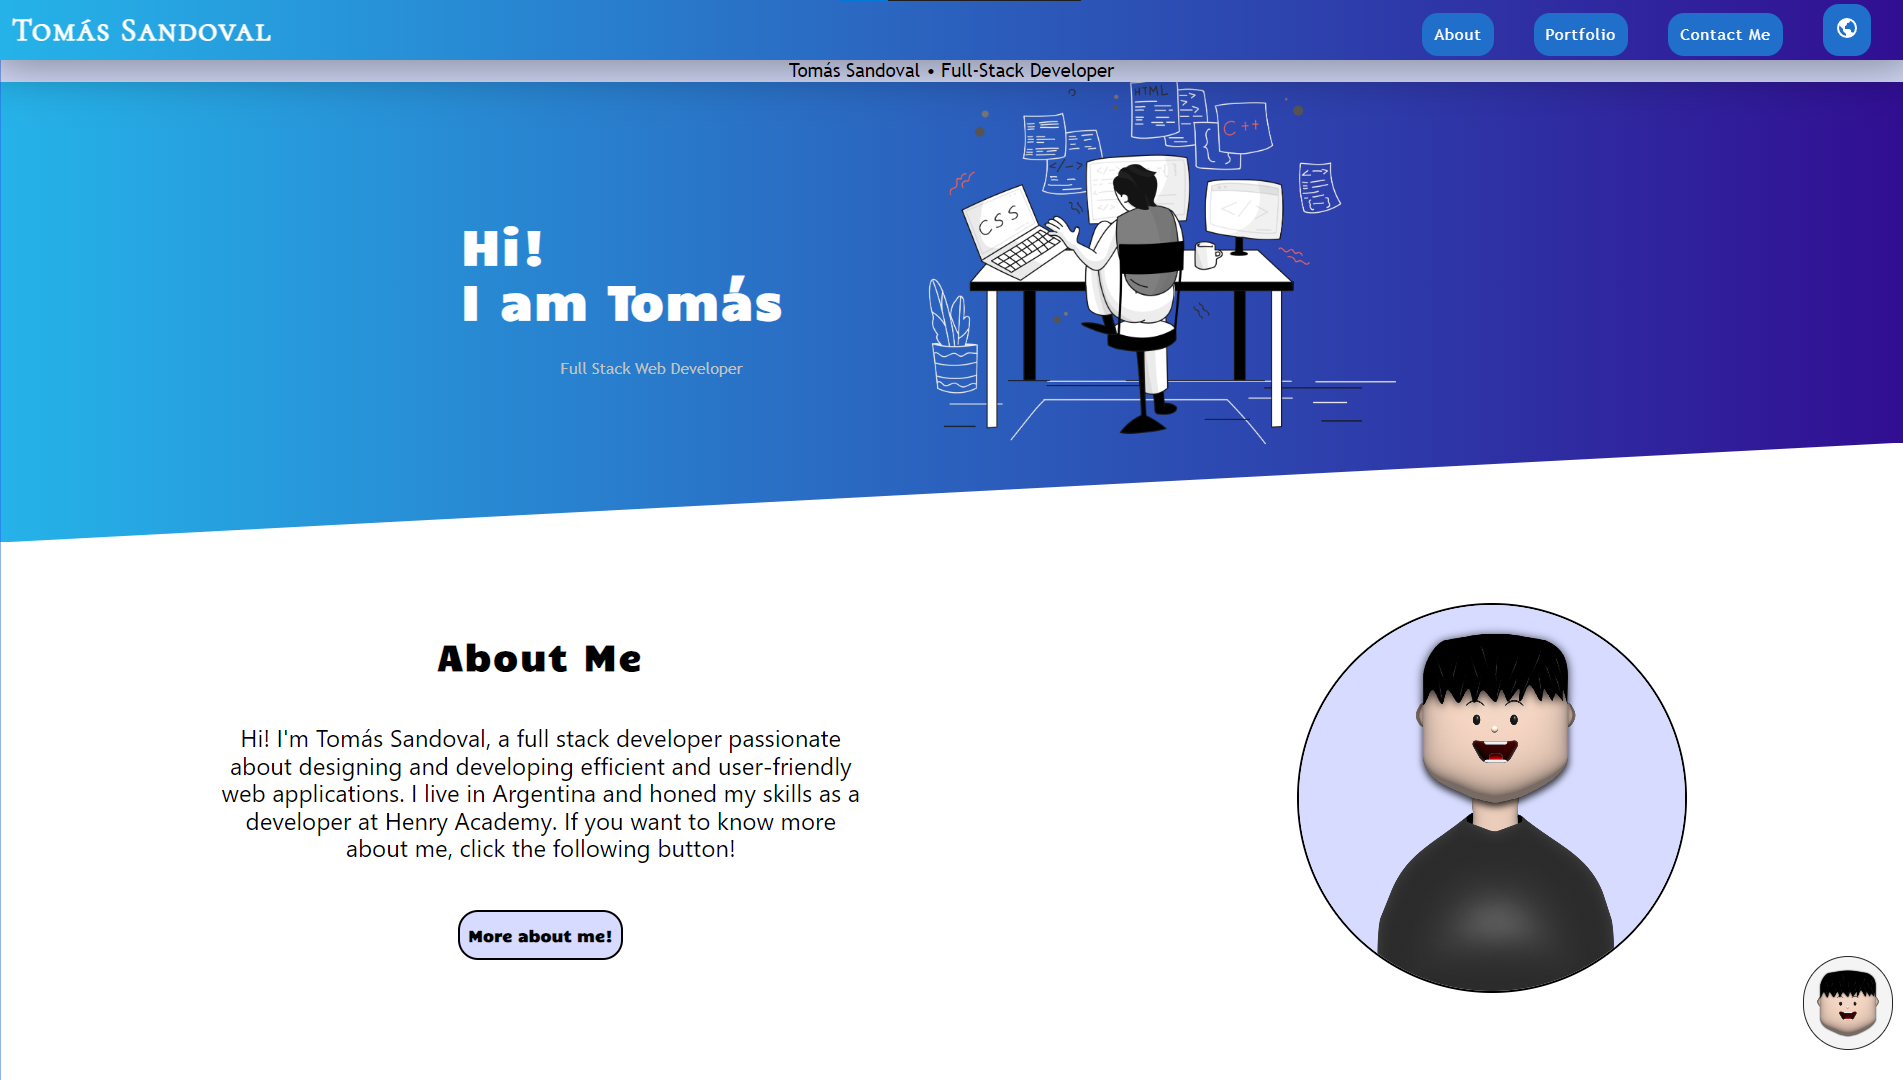 Tomás Sandoval
About
Portfolio
Contact Me
Tomás Sandoval • Full-Stack Developer
HTML
C++
</>
CSS
</>
Hi!
I am Tomás
Full Stack Web Developer
About Me
Hi! I'm Tomás Sandoval, a full stack developer passionate
about designing and developing efficient and user-friendly
web applications. I live in Argentina and honed my skills as a
developer at Henry Academy. If you want to know more
about me, click the following button!
More about me!